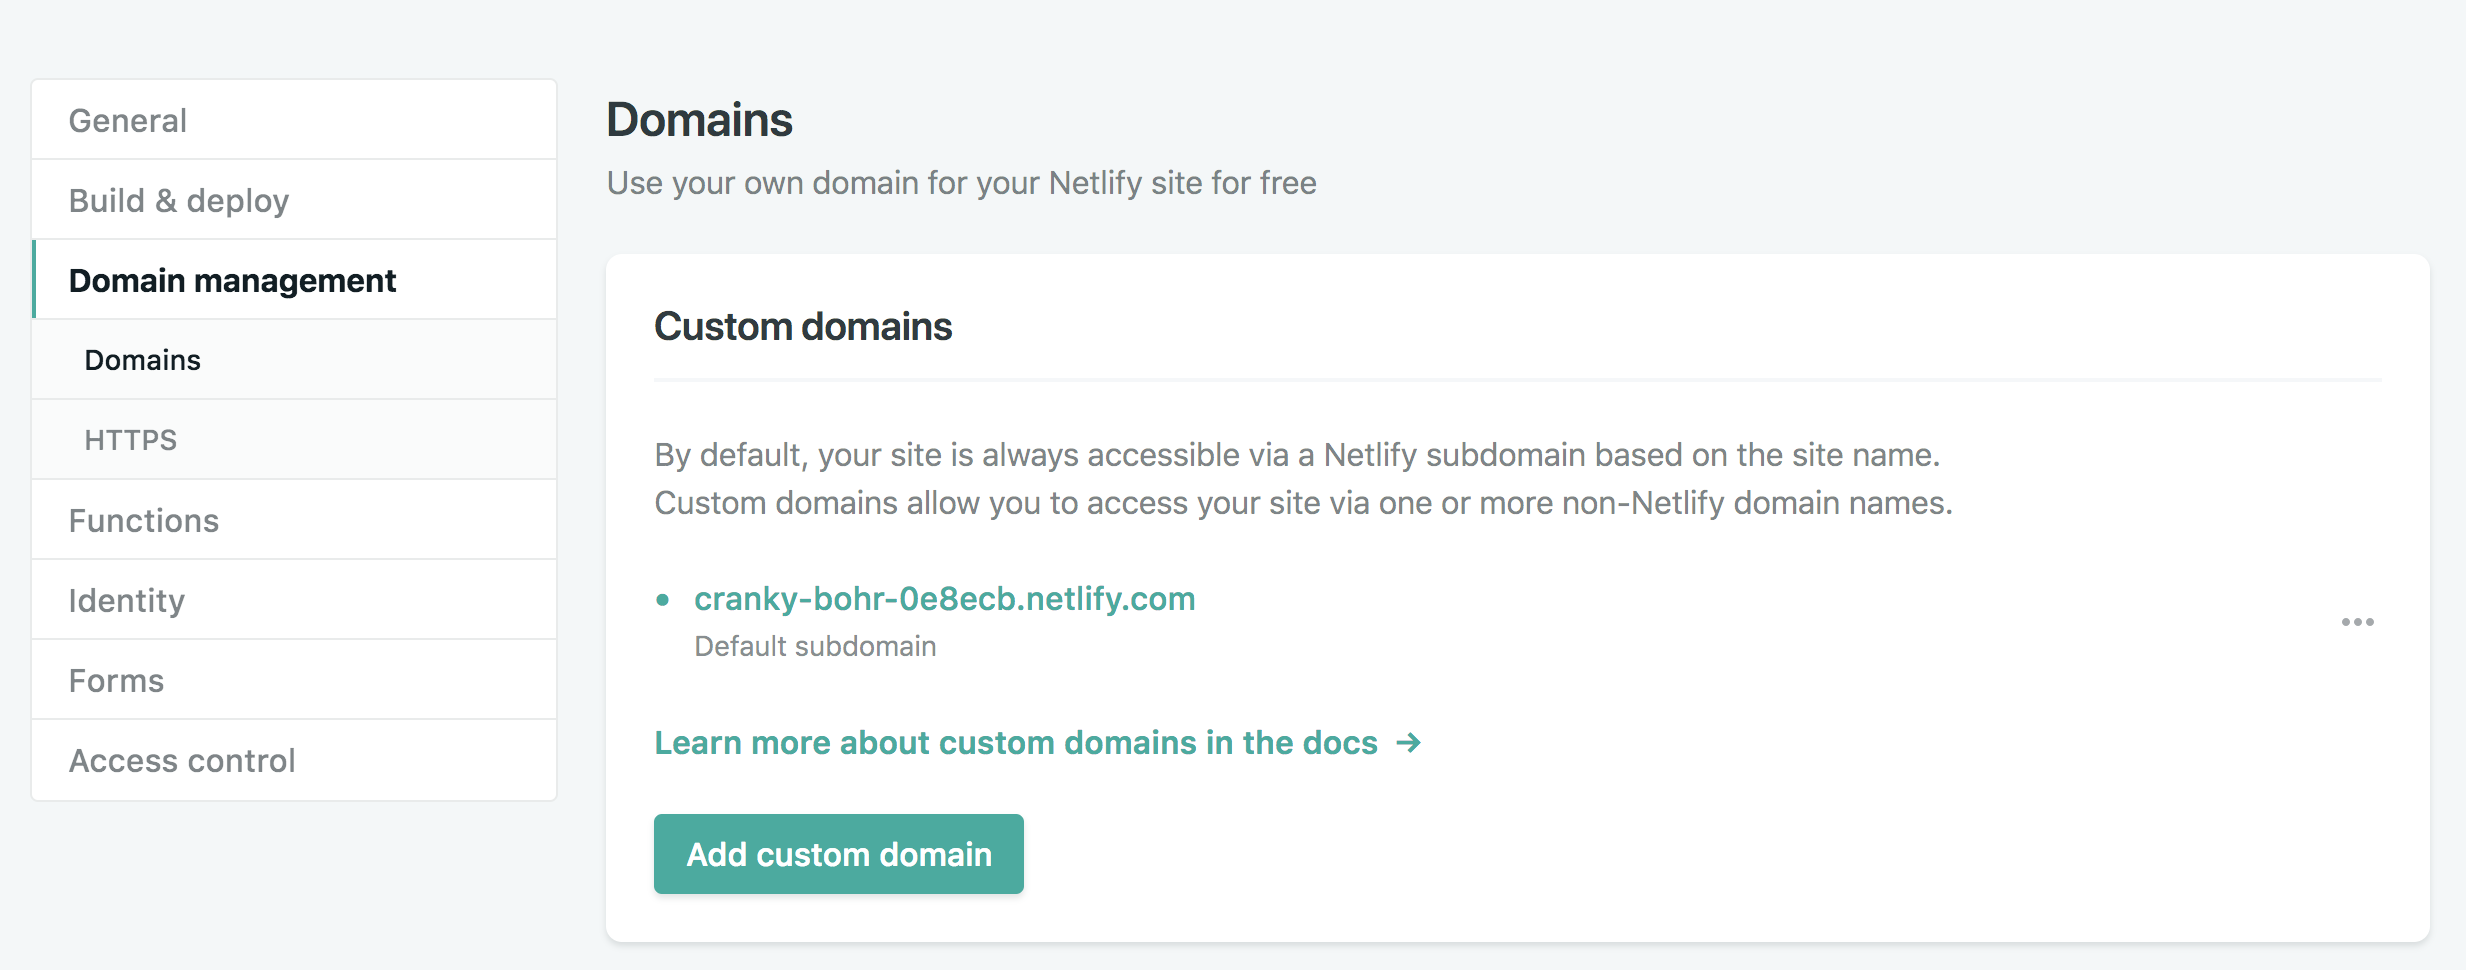 General
Build & deploy
Domain management
Domains
HTTPS
Functions
Identity
Forms
Access control
Domains
Use your own domain for your Netlify site for free
Custom domains
By default, your site is always accessible via a Netlify subdomain based on the site name.
Custom domains allow you to access your site via one or more non-Netlify domain names.
• cranky-bohr-0e8ecb.netlify.com
Default subdomain
•••
Learn more about custom domains in the docs →
Add custom domain